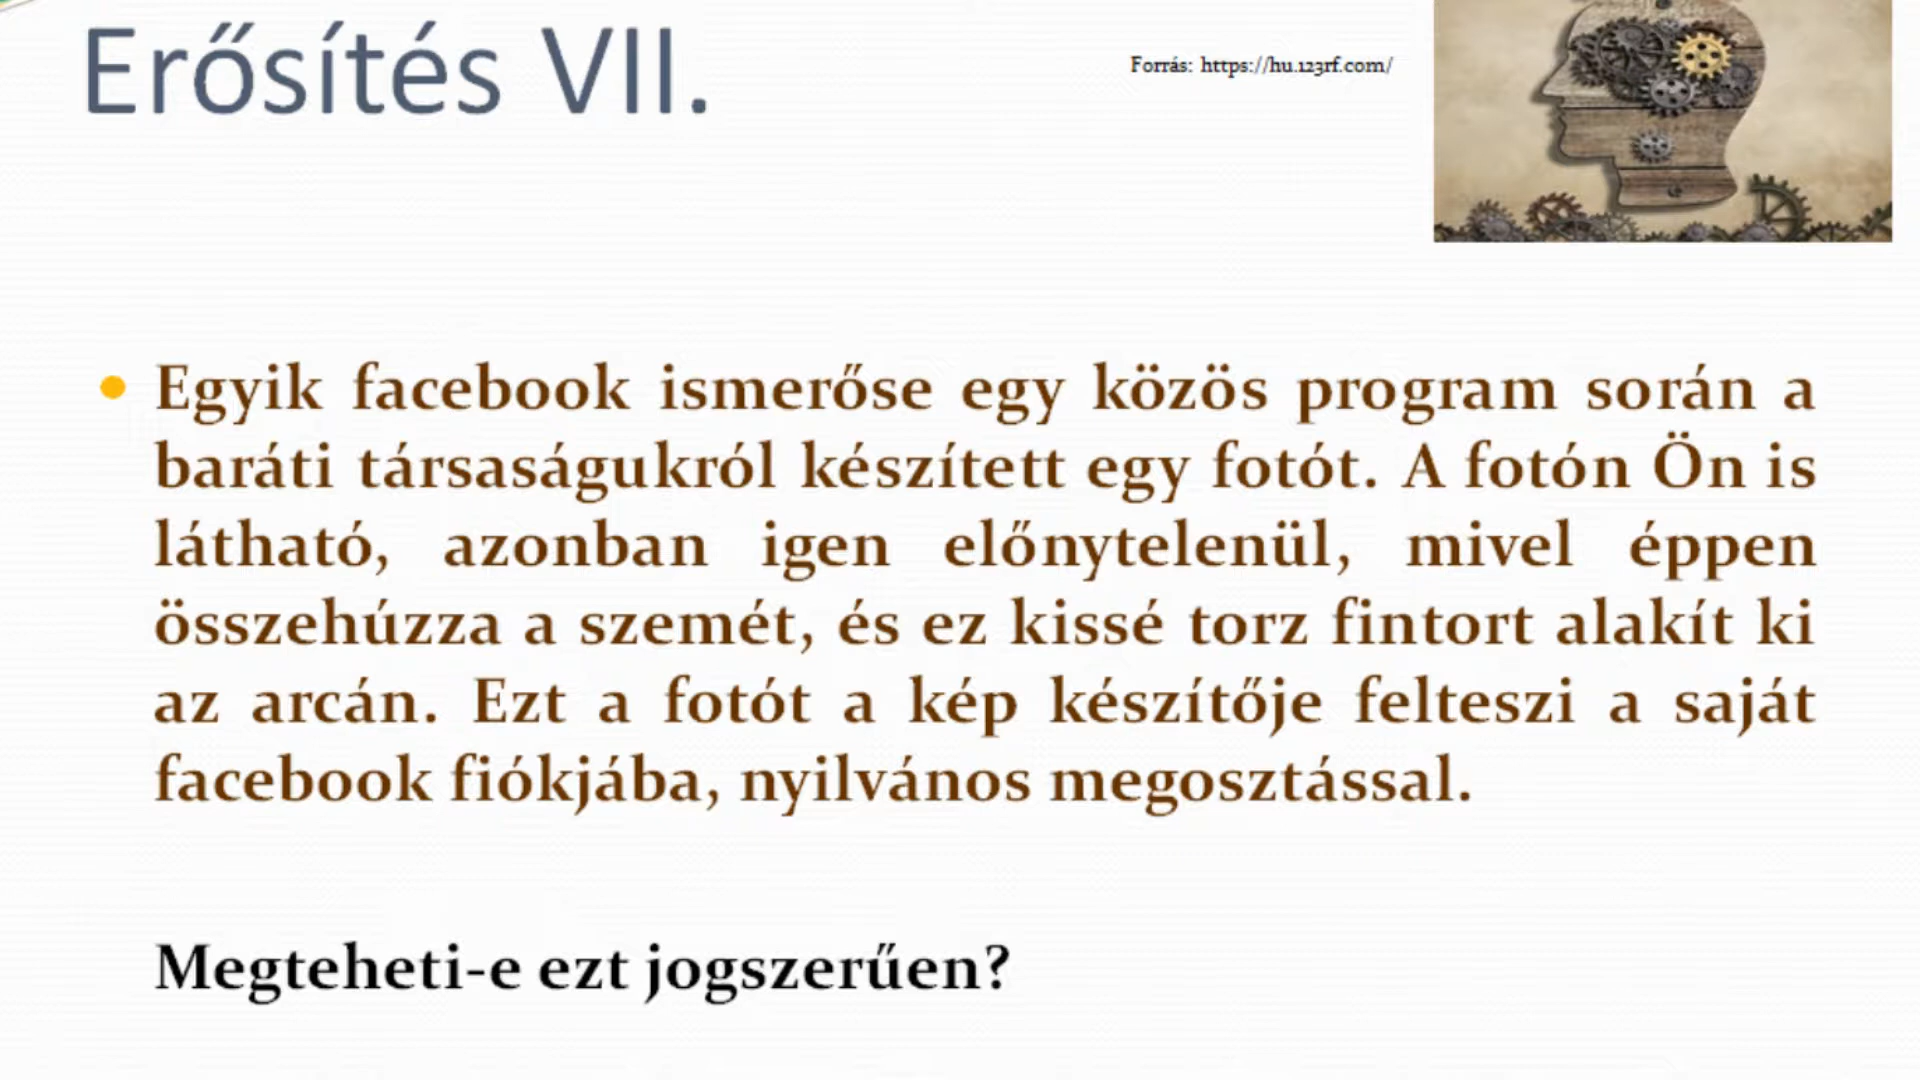 Erősítés VII.
Forrás: https://hu.123rf.com/
Egyik facebook ismerőse egy közös program során a
baráti társaságukról készített egy fotót. A fotón Ön is
látható, azonban igen előnytelenül, mivel éppen
összehúzza a szemét, és ez kissé torz fintort alakít ki
az arcán. Ezt a fotót a kép készítője felteszi a saját
facebook fiókjába, nyilvános megosztással.
Megteheti-e ezt jogszerűen?